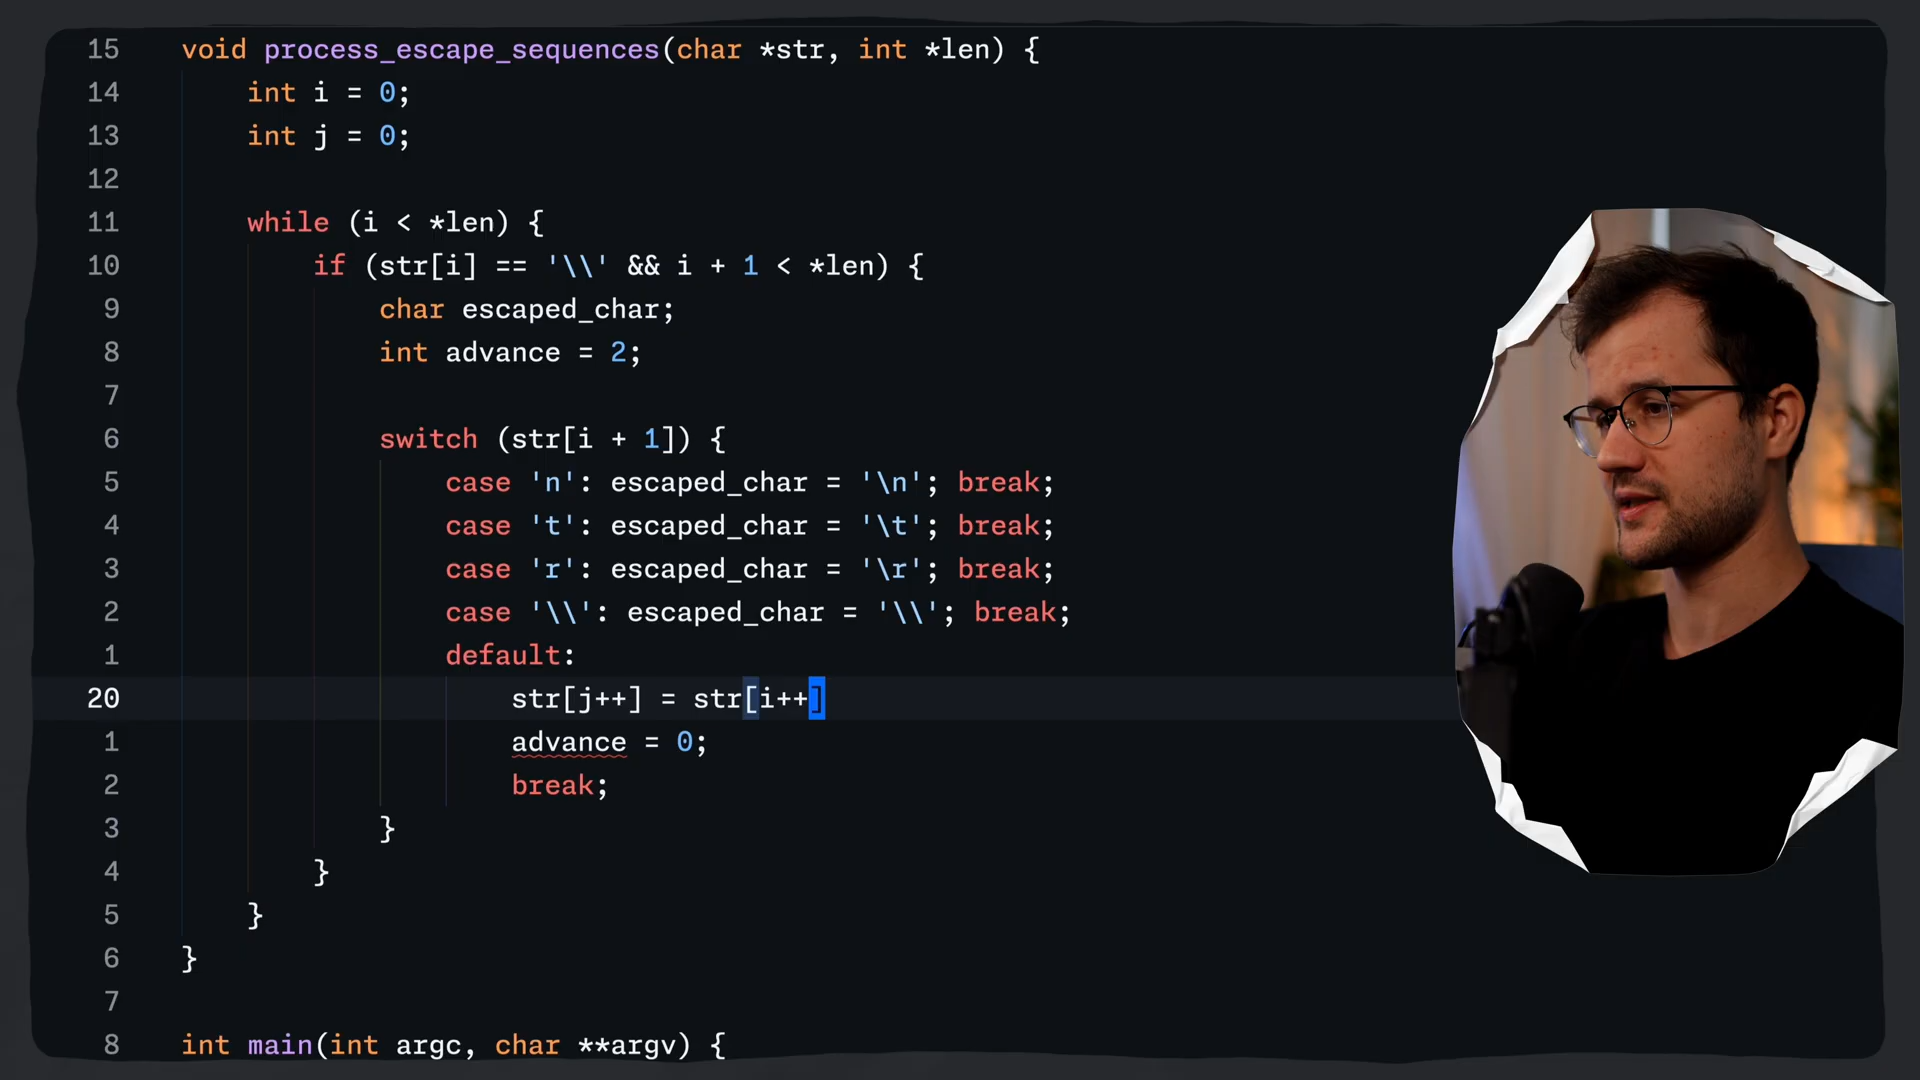 15 void process_escape_sequences(char *str, int *len) {
14     int i = 0;
13     int j = 0;
12
11     while (i < *len) {
10         if (str[i] == '\\' && i + 1 < *len) {
9             char escaped_char;
8             int advance = 2;
7
6             switch (str[i + 1]) {
5                 case 'n': escaped_char = '\n'; break;
4                 case 't': escaped_char = '\t'; break;
3                 case 'r': escaped_char = '\r'; break;
2                 case '\\': escaped_char = '\\'; break;
1                 default:
20                     str[j++] = str[i++]
1                     advance = 0;
2                     break;
3             }
4         }
5     }
6 }
7
8 int main(int argc, char **argv) {